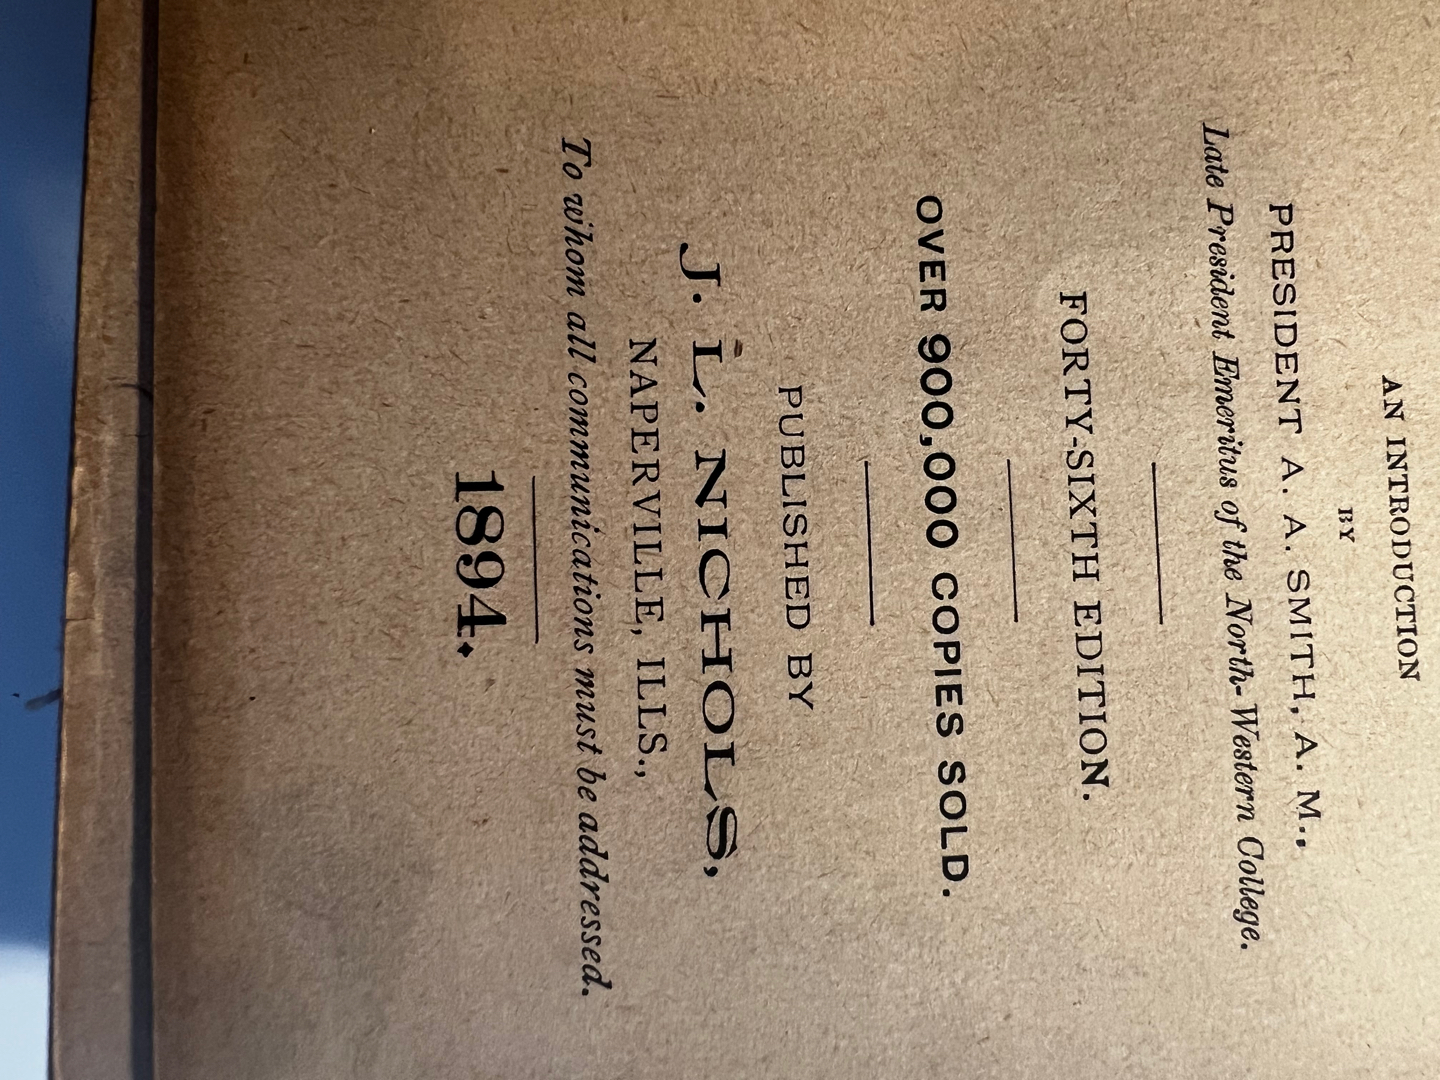 AN INTRODUCTION
BY
PRESIDENT A. A. SMITH, A. M.,
Late President Emeritus of the North-Western College.
FORTY-SIXTH EDITION.
OVER 900,000 COPIES SOLD.
PUBLISHED BY
J. L. NICHOLS,
NAPERVILLE, ILLS.,
To whom all communications must be addressed.
1894.